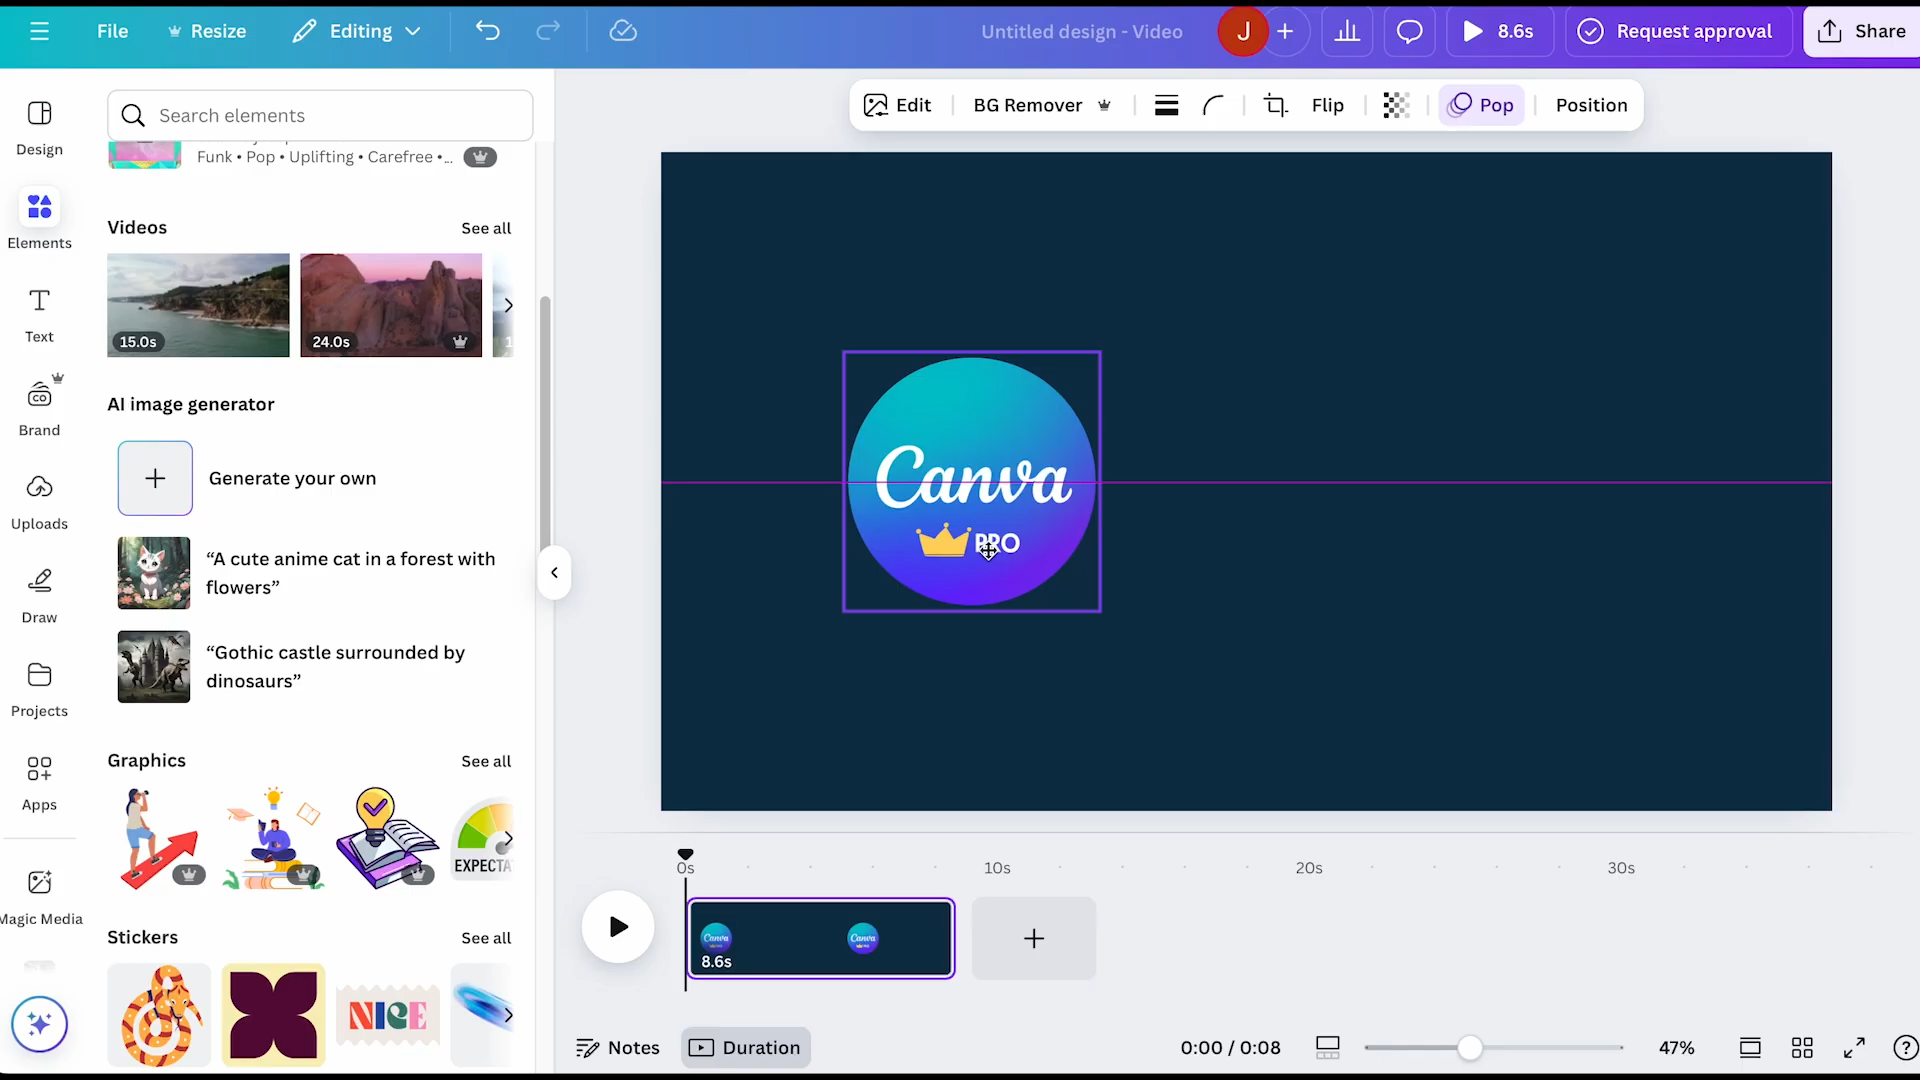 File
Resize
Editing
Untitled design - Video
J
8.6s
Request approval
Share
Design
Elements
Text
Brand
Uploads
Draw
Projects
Apps
Magic Media
Search elements
Funk • Pop • Uplifting • Carefree •...
Videos
See all
15.0s
24.0s
1
AI image generator
Generate your own
“A cute anime cat in a forest with
flowers”
“Gothic castle surrounded by
dinosaurs”
Graphics
See all
EXPECTA
Stickers
See all
NICE
Edit
BG Remover
Flip
Pop
Position
Canva
PRO
0s
10s
20s
30s
Canva
Canva
8.6s
Notes
Duration
0:00 / 0:08
47%